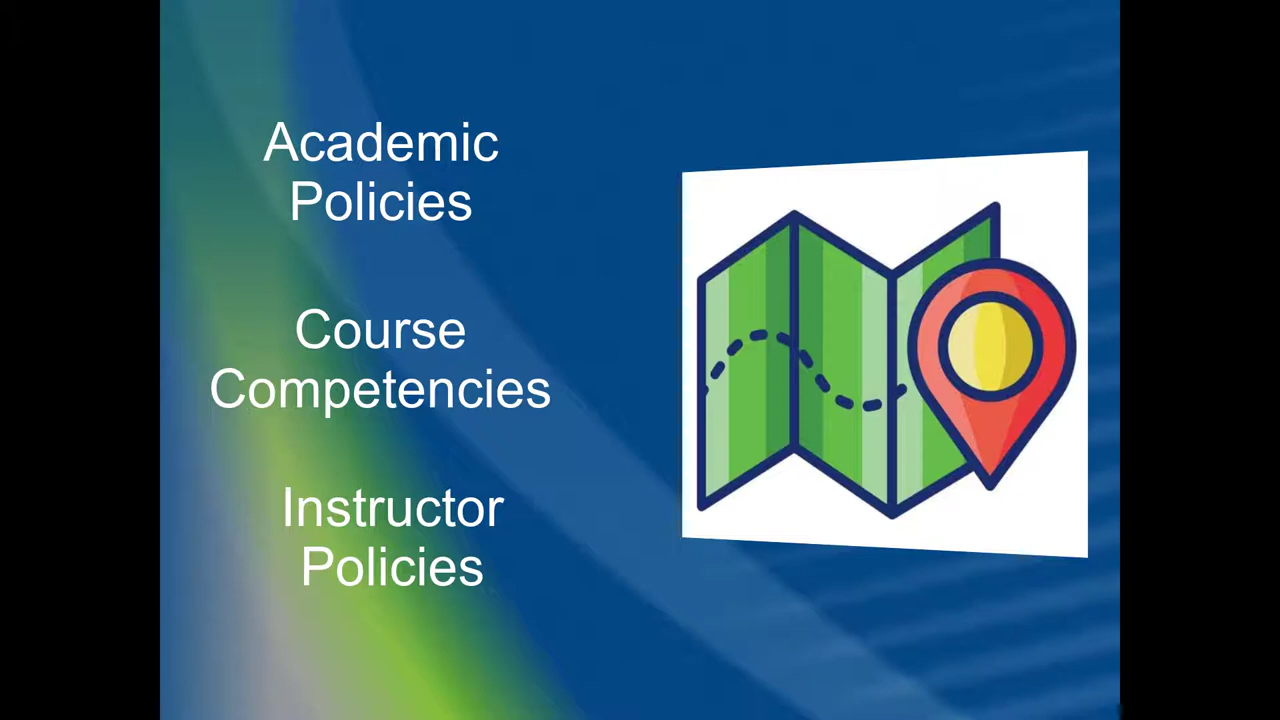 Academic
Policies
Course
Competencies
Instructor
Policies